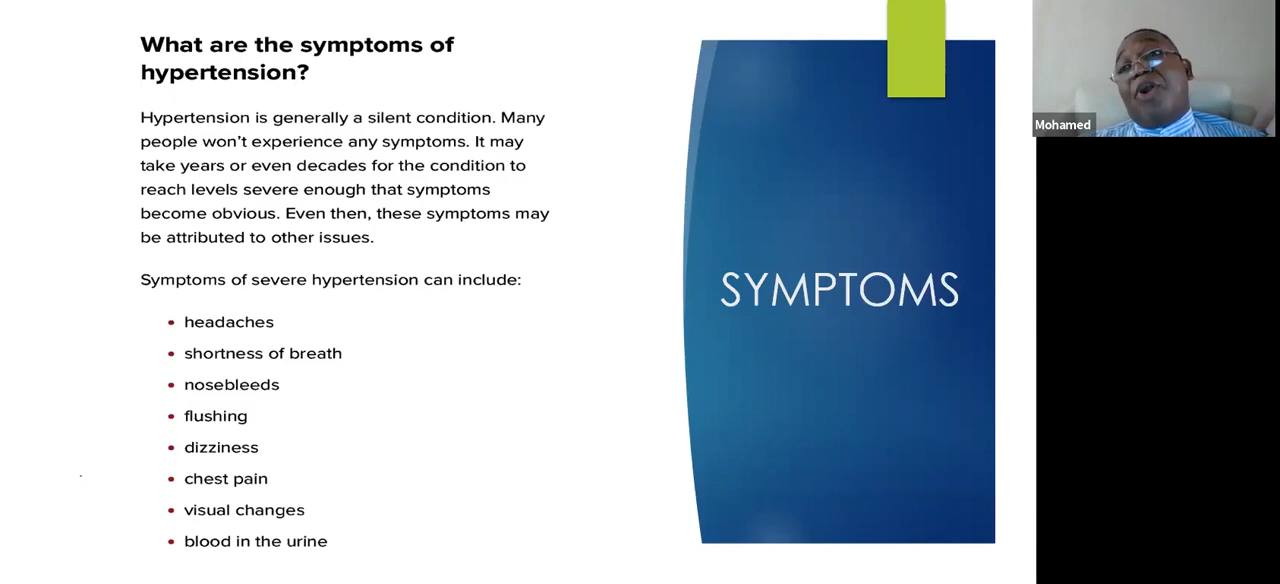 What are the symptoms of
hypertension?
Hypertension is generally a silent condition. Many
people won’t experience any symptoms. It may
take years or even decades for the condition to
reach levels severe enough that symptoms
become obvious. Even then, these symptoms may
be attributed to other issues.
Symptoms of severe hypertension can include:
• headaches
• shortness of breath
• nosebleeds
• flushing
• dizziness
• chest pain
• visual changes
• blood in the urine
SYMPTOMS
Mohamed